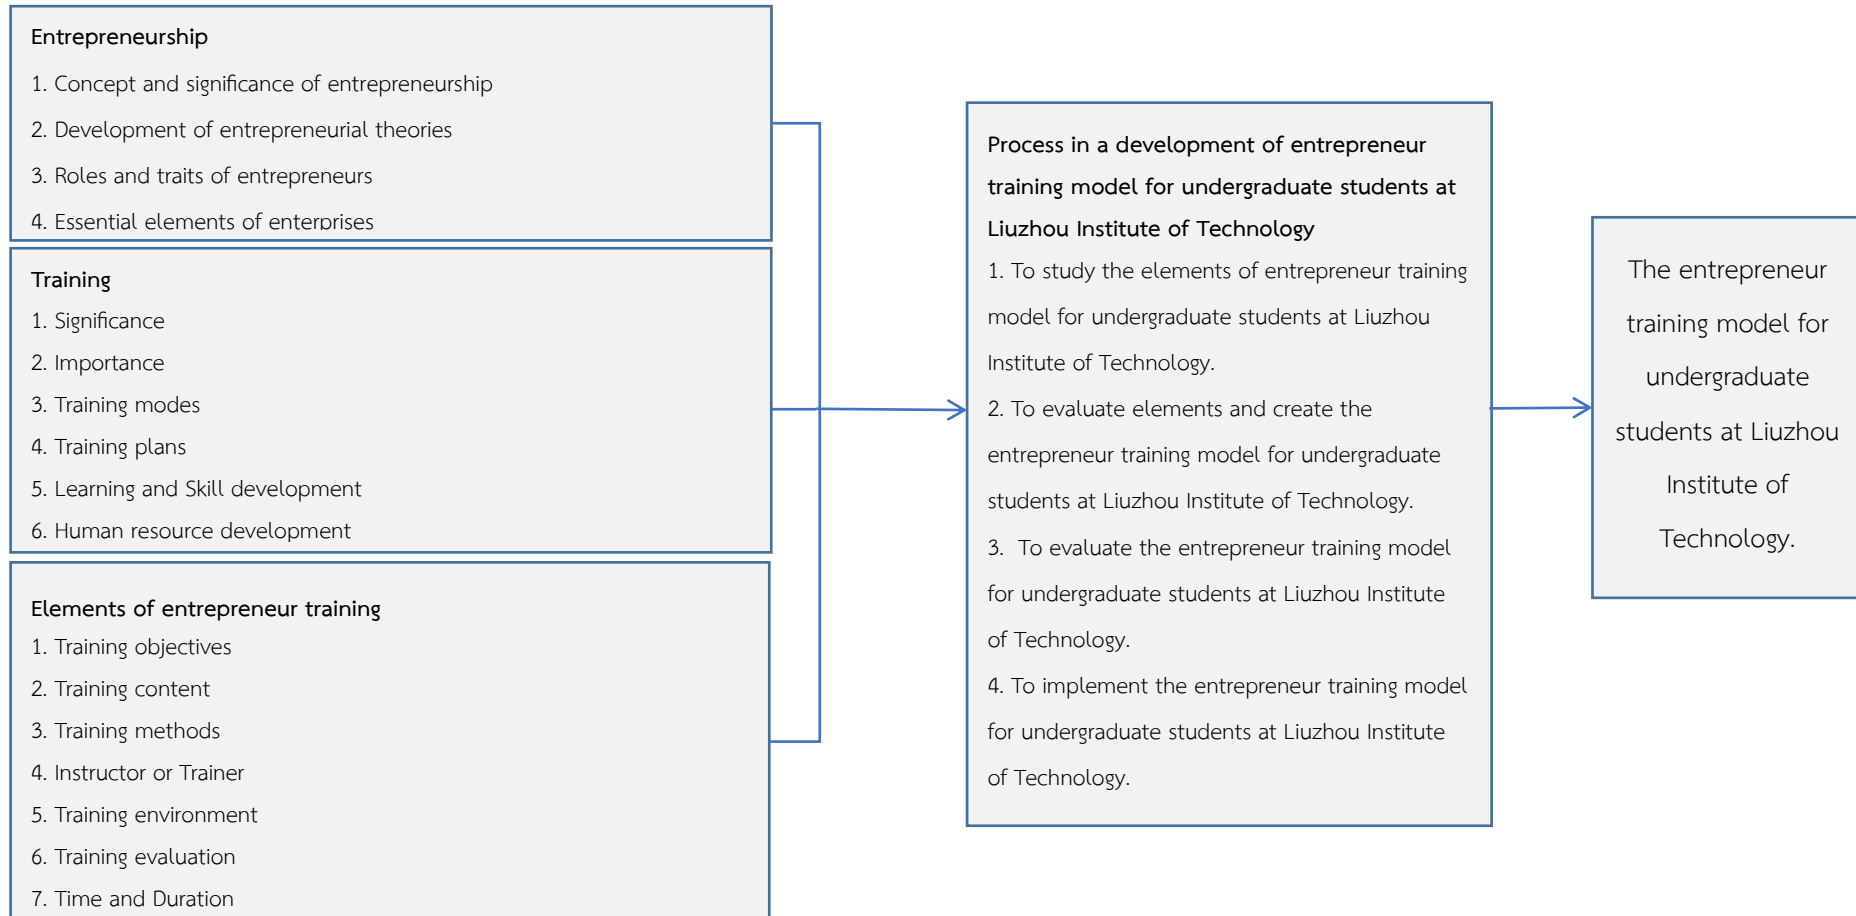 Entrepreneurship
1. Concept and significance of entrepreneurship
2. Development of entrepreneurial theories
3. Roles and traits of entrepreneurs
4. Essential elements of enterprises
Training
1. Significance
2. Importance
3. Training modes
4. Training plans
5. Learning and Skill development
6. Human resource development
Elements of entrepreneur training
1. Training objectives
2. Training content
3. Training methods
4. Instructor or Trainer
5. Training environment
6. Training evaluation
7. Time and Duration
Process in a development of entrepreneur
training model for undergraduate students at
Liuzhou Institute of Technology
1. To study the elements of entrepreneur training
model for undergraduate students at Liuzhou
Institute of Technology.
2. To evaluate elements and create the
entrepreneur training model for undergraduate
students at Liuzhou Institute of Technology.
3. To evaluate the entrepreneur training model
for undergraduate students at Liuzhou Institute
of Technology.
4. To implement the entrepreneur training model
for undergraduate students at Liuzhou Institute
of Technology.
The entrepreneur
training model for
undergraduate
students at Liuzhou
Institute of
Technology.